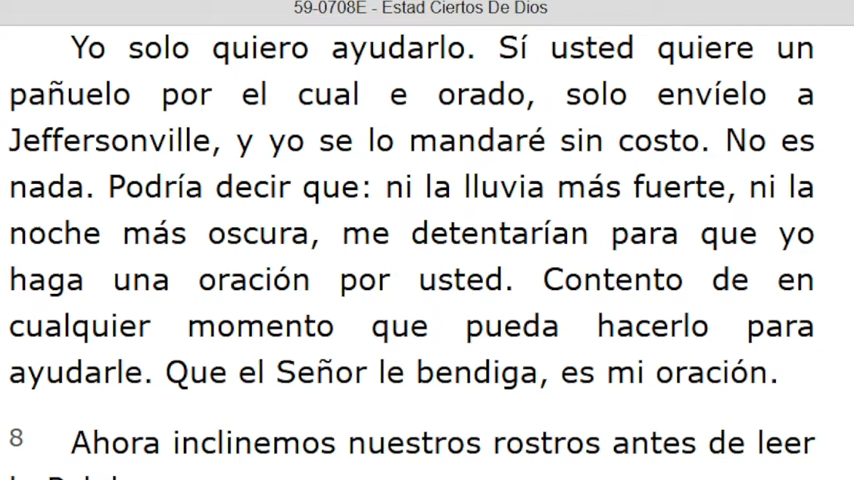 59-0708E - Estad Ciertos De Dios
Yo solo quiero ayudarlo. Sí usted quiere un
pañuelo por el cual e orado, solo envíelo a
Jeffersonville, y yo se lo mandaré sin costo. No es
nada. Podría decir que: ni la lluvia más fuerte, ni la
noche más oscura, me detentarían para que yo
haga una oración por usted. Contento de en
cualquier momento que pueda hacerlo para
ayudarle. Que el Señor le bendiga, es mi oración.
8 Ahora inclinemos nuestros rostros antes de leer